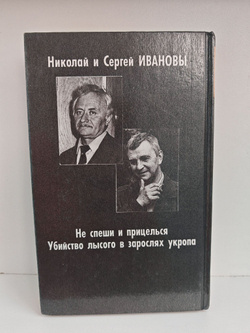 Николай и Сергей ИВАНОВЫ
Не спеши и прицелься
Убийство лысого в зарослях укропа